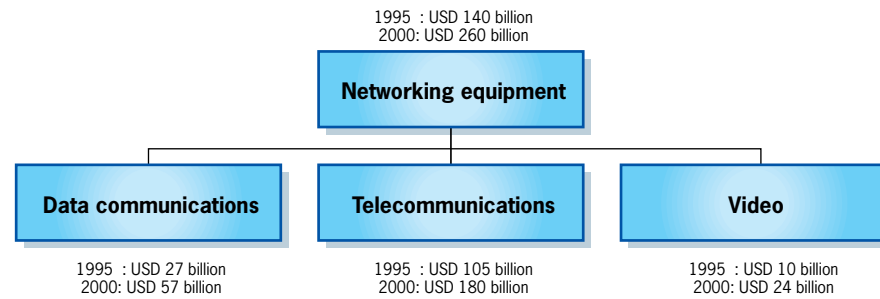 1995 : USD 140 billion
2000: USD 260 billion
Networking equipment
Data communications
Telecommunications
Video
1995 : USD 27 billion
2000: USD 57 billion
1995 : USD 105 billion
2000: USD 180 billion
1995 : USD 10 billion
2000: USD 24 billion